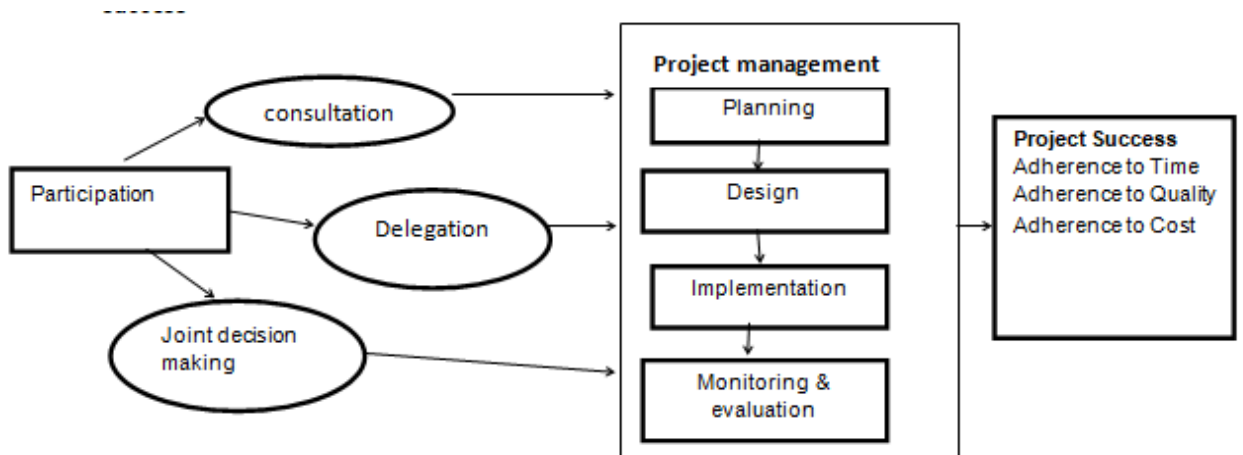 Project management
consultation
Planning
Project Success
Adherence to Time
Adherence to Quality
Adherence to Cost
Participation
Design
Delegation
Implementation
Joint decision
making
Monitoring &
evaluation